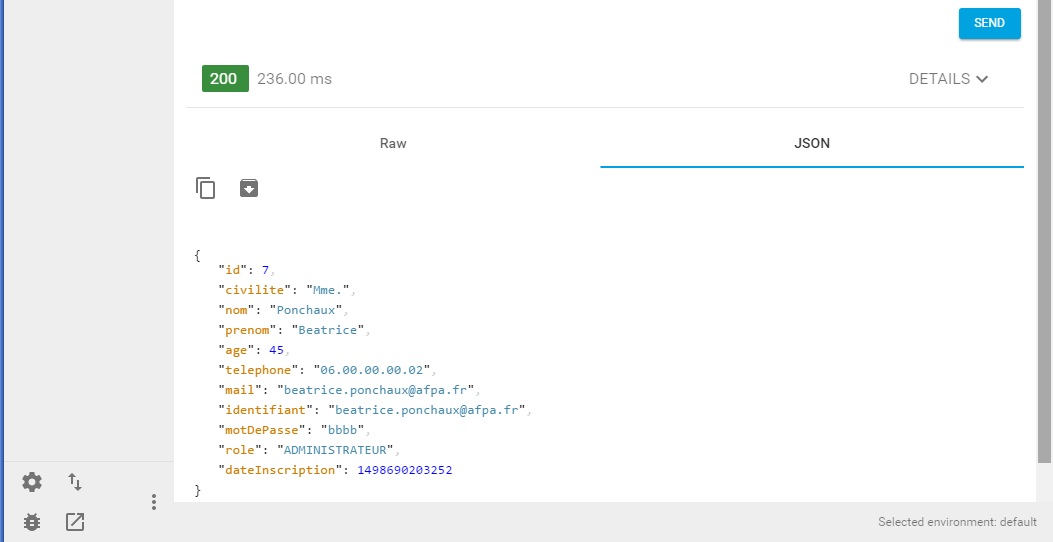 SEND
200 236.00 ms DETAILS
Raw JSON
{
"id": 7,
"civilite": "Mme.",
"nom": "Ponchaux",
"prenom": "Beatrice",
"age": 45,
"telephone": "06.00.00.00.02",
"mail": "beatrice.ponchaux@afpa.fr",
"identifiant": "beatrice.ponchaux@afpa.fr",
"motDePasse": "bbbb",
"role": "ADMINISTRATEUR",
"dateInscription": 1498690203252
}
Selected environment: default